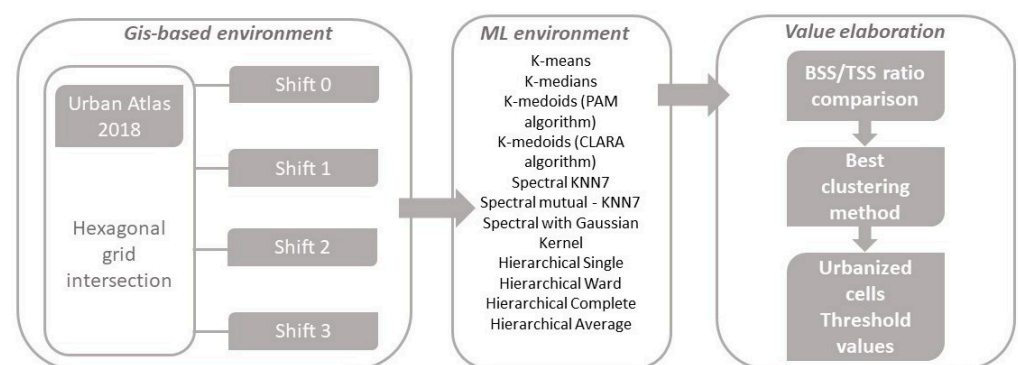 Gis-based environment
Urban Atlas
2018
Hexagonal
grid
intersection
Shift 0
Shift 1
Shift 2
Shift 3
ML environment
K-means
K-medians
K-medoids (PAM
algorithm)
K-medoids (CLARA
algorithm)
Spectral KNN7
Spectral mutual - KNN7
Spectral with Gaussian
Kernel
Hierarchical Single
Hierarchical Ward
Hierarchical Complete
Hierarchical Average
Value elaboration
BSS/TSS ratio
comparison
Best
clustering
method
Urbanized
cells
Threshold
values